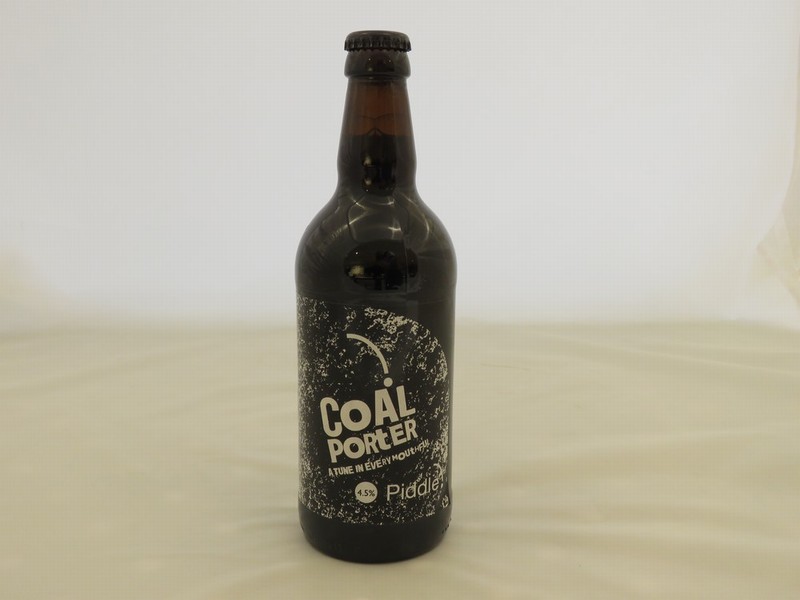 COAL
PORtER
A TUNE IN EVERY MOUtHFUL
4.5% Piddle